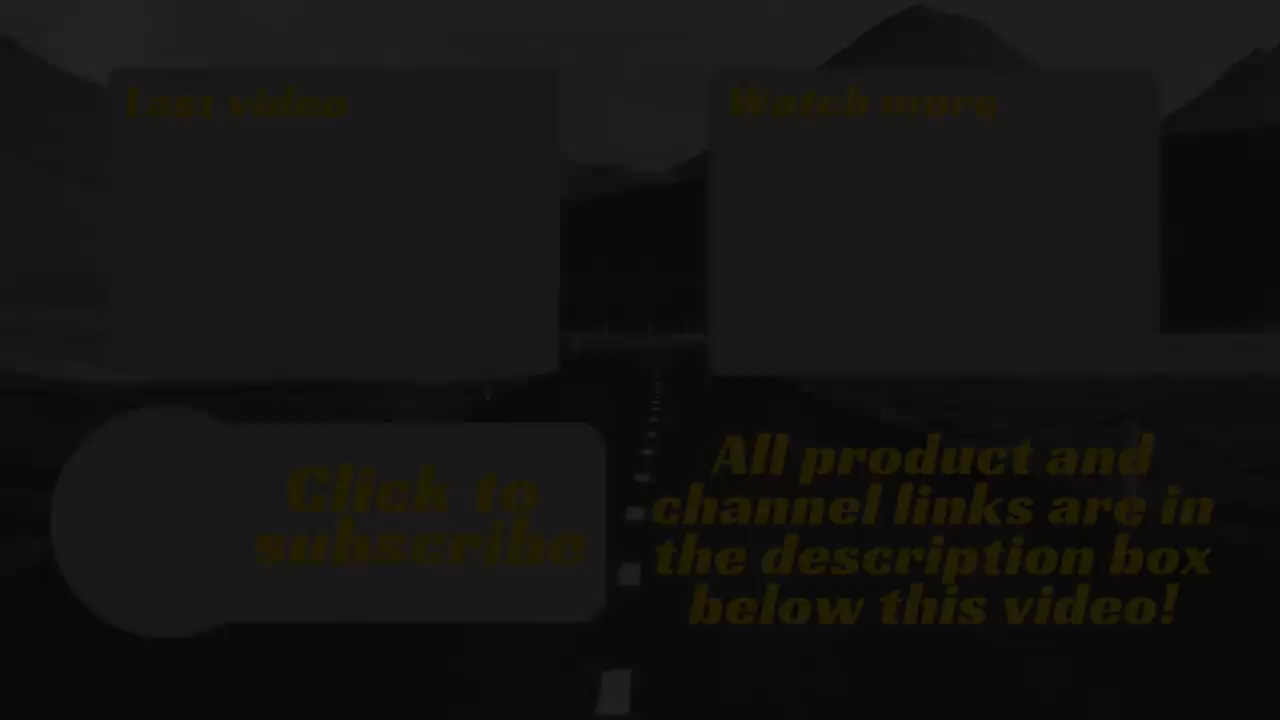 Last video
Watch more
Click to
subscribe
All product and
channel links are in
the description box
below this video!